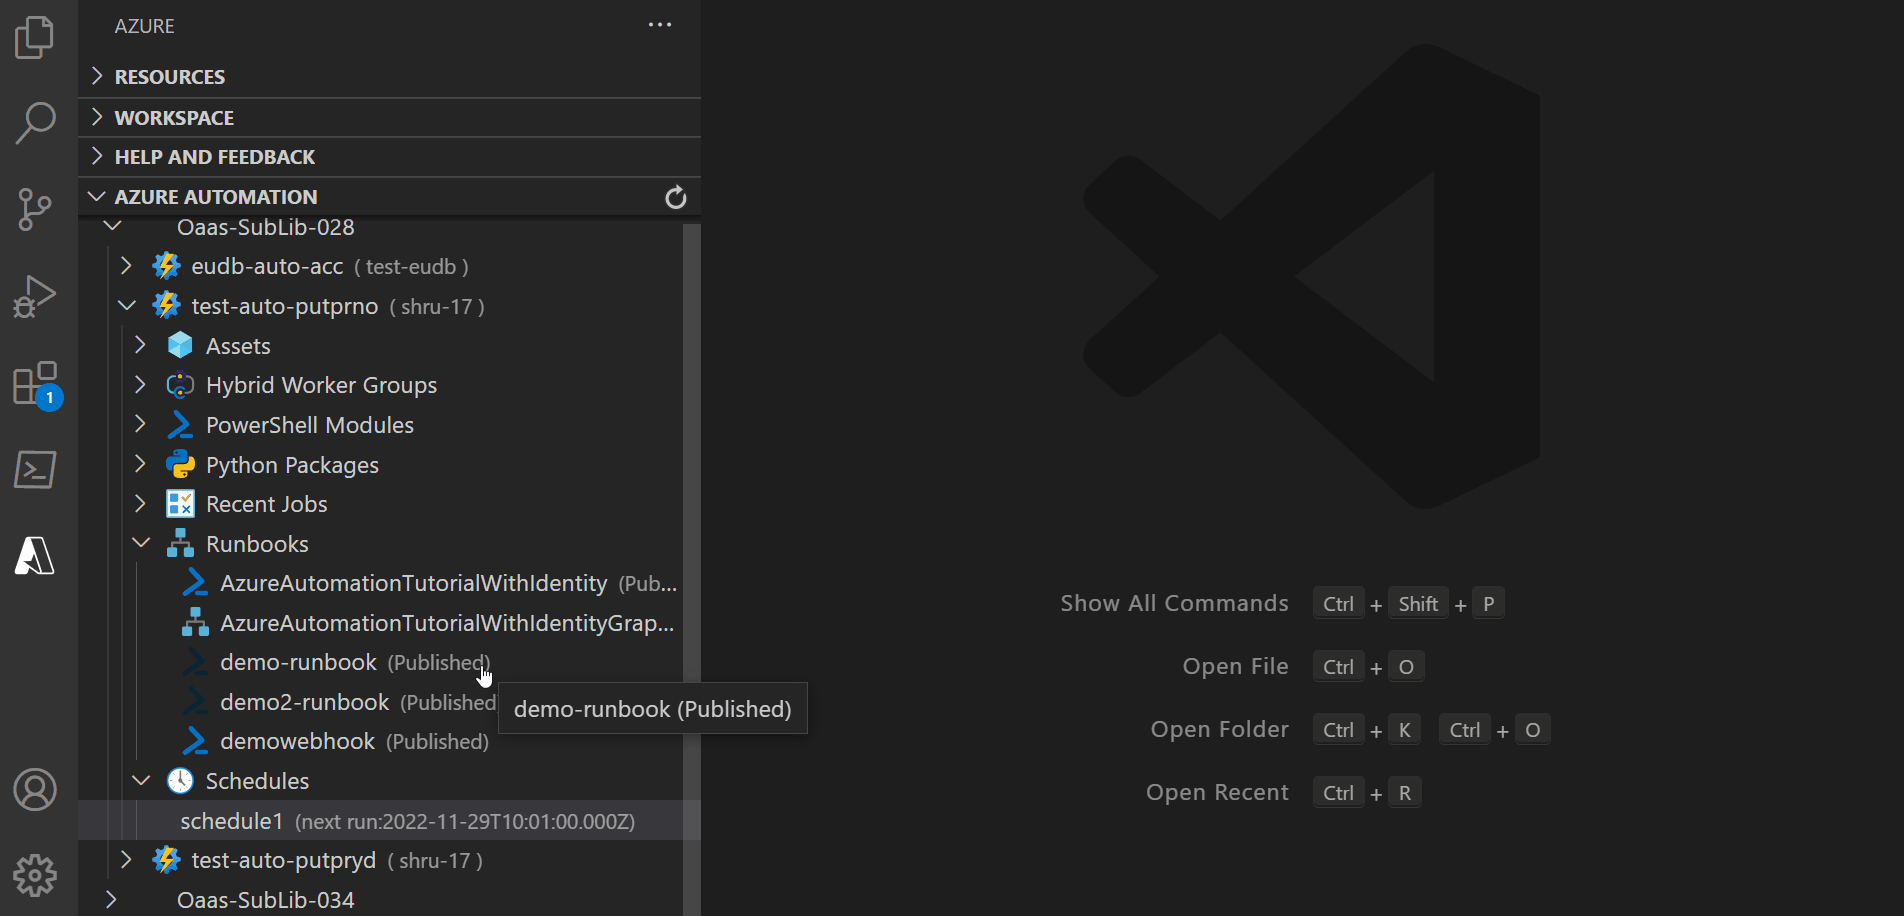 AZURE
RESOURCES
WORKSPACE
HELP AND FEEDBACK
AZURE AUTOMATION
Oaas-SubLib-028
eudb-auto-acc ( test-eudb )
test-auto-putprno ( shru-17 )
Assets
Hybrid Worker Groups
PowerShell Modules
Python Packages
Recent Jobs
Runbooks
AzureAutomationTutorialWithIdentity (Pub...
AzureAutomationTutorialWithIdentityGrap...
demo-runbook (Published)
demo2-runbook (Published
demo-runbook (Published)
demowebhook (Published)
Schedules
schedule1 (next run:2022-11-29T10:01:00.000Z)
test-auto-putpryd ( shru-17 )
Oaas-SubLib-034
1
Show All Commands Ctrl + Shift + P
Open File Ctrl + O
Open Folder Ctrl + K Ctrl + O
Open Recent Ctrl + R